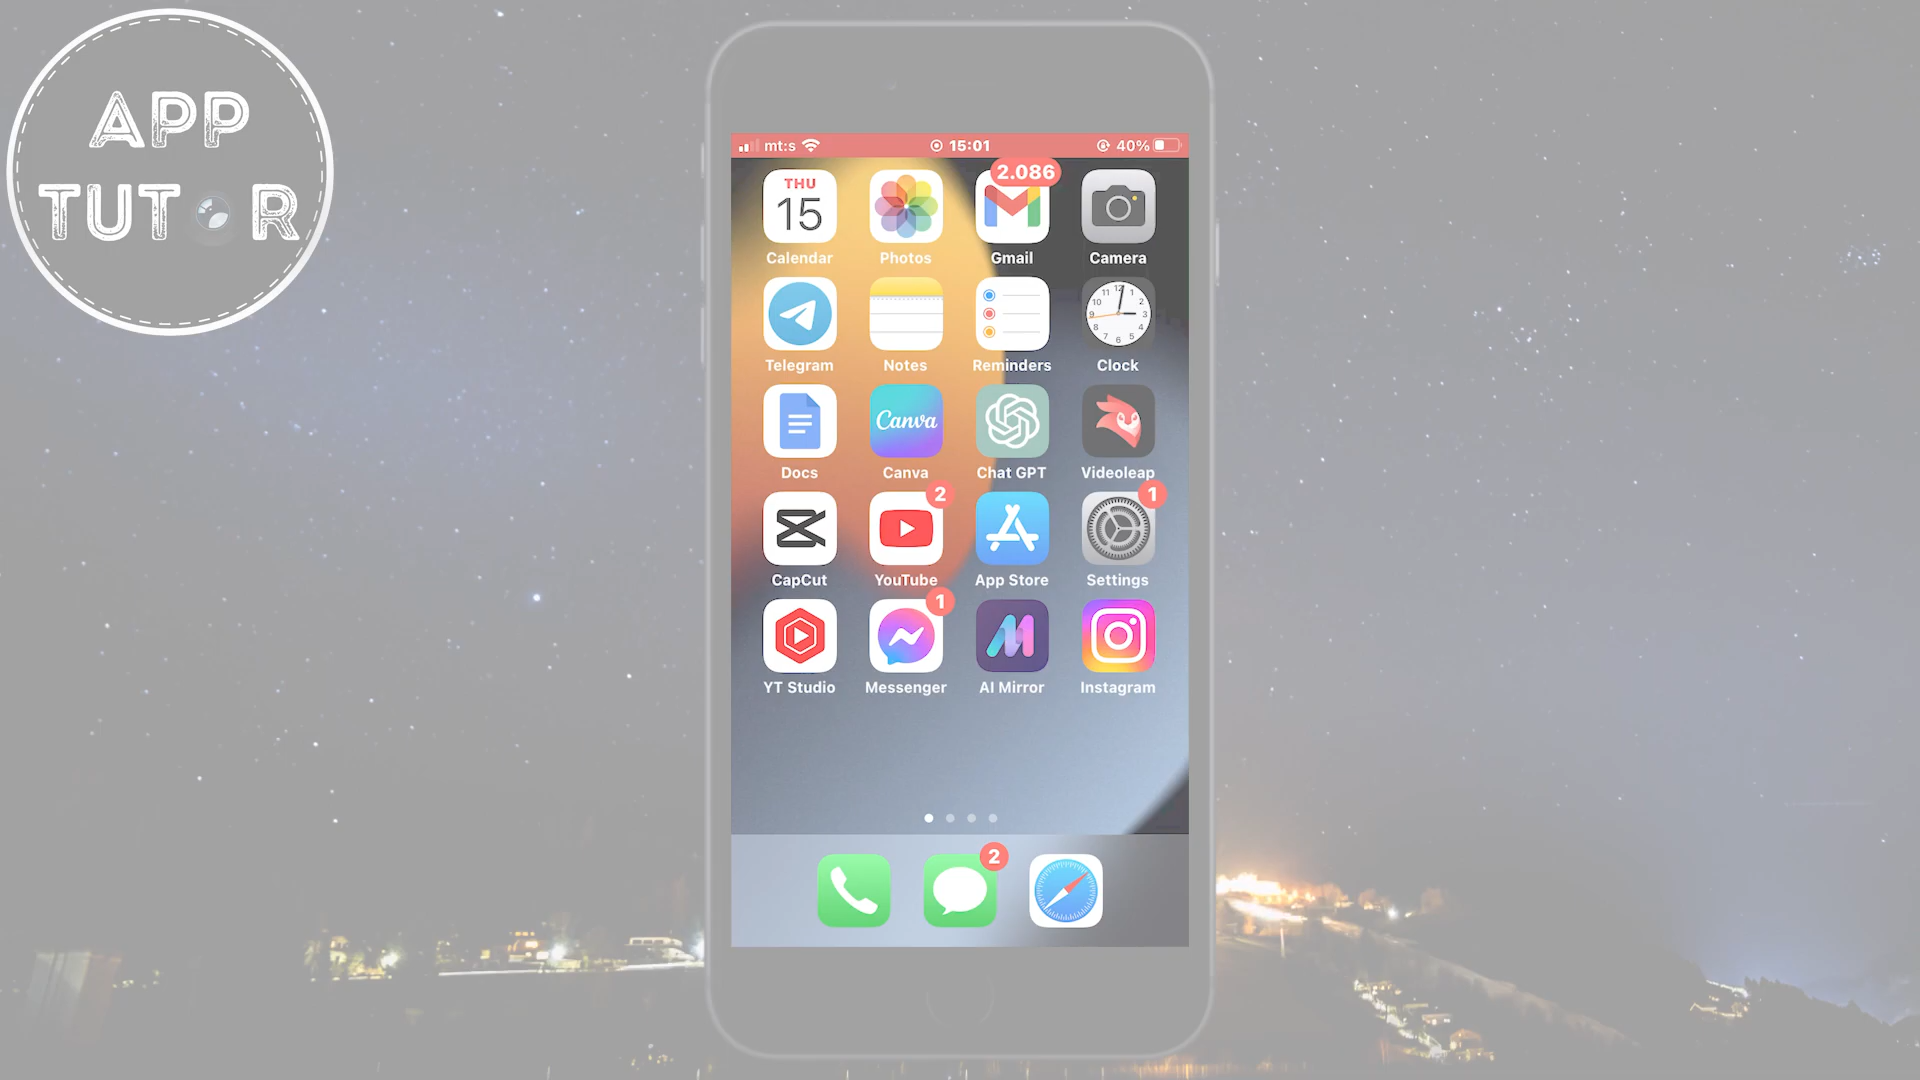 APP
TUTOR
mt:s 15:01 40%
THU
15
2.086
Calendar Photos Gmail Camera
Telegram Notes Reminders Clock
Canva
Docs Canva Chat GPT Videoleap
2 1
CapCut YouTube App Store Settings
1
YT Studio Messenger AI Mirror Instagram
2